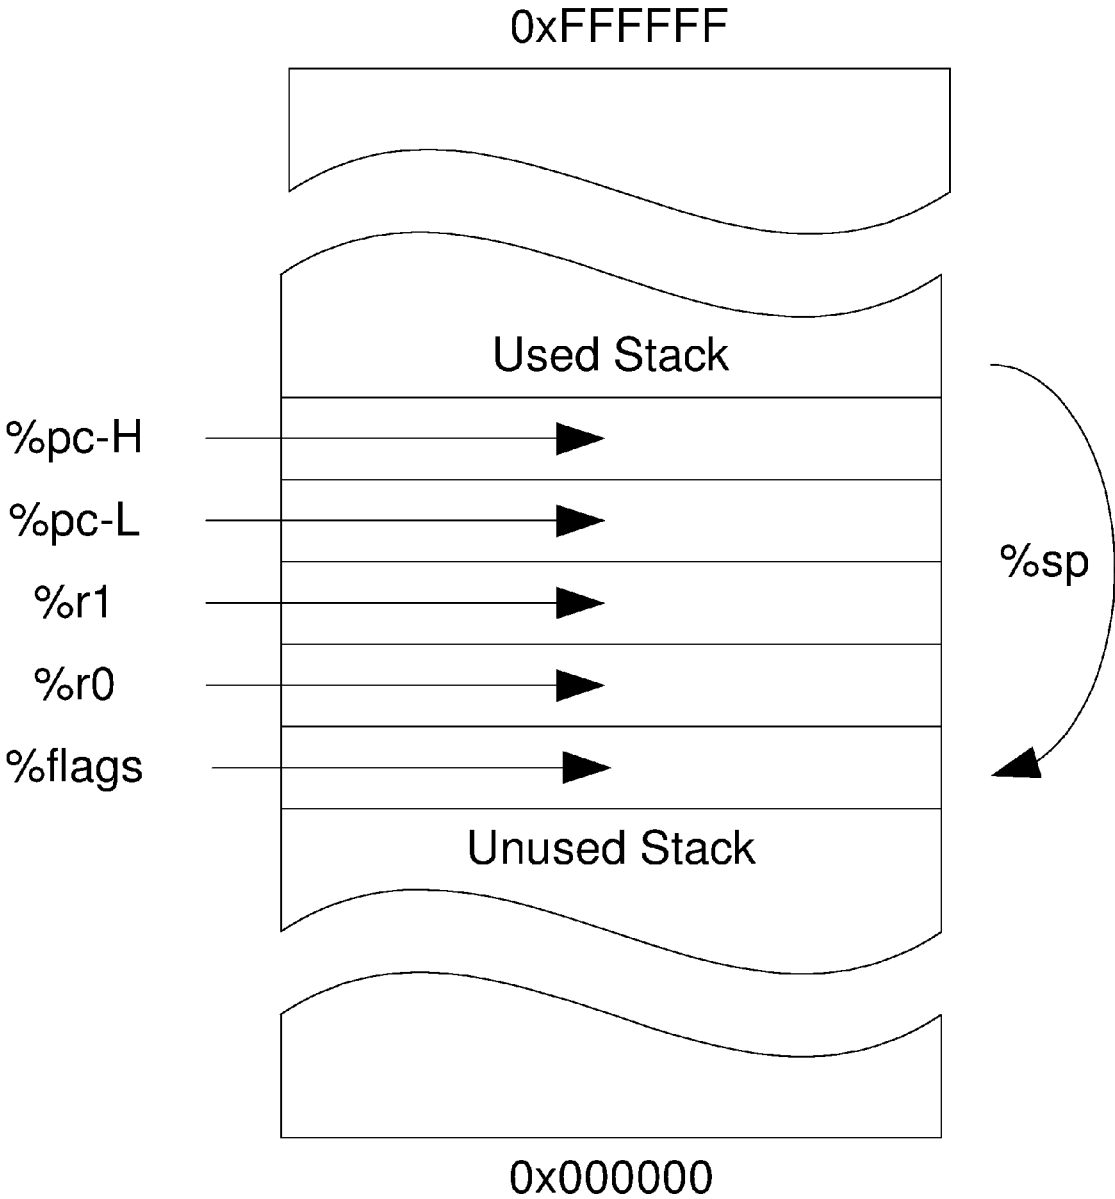 0xFFFFFF
Used Stack
%pc-H
%pc-L
%sp
%r1
%r0
%flags
Unused Stack
0x000000